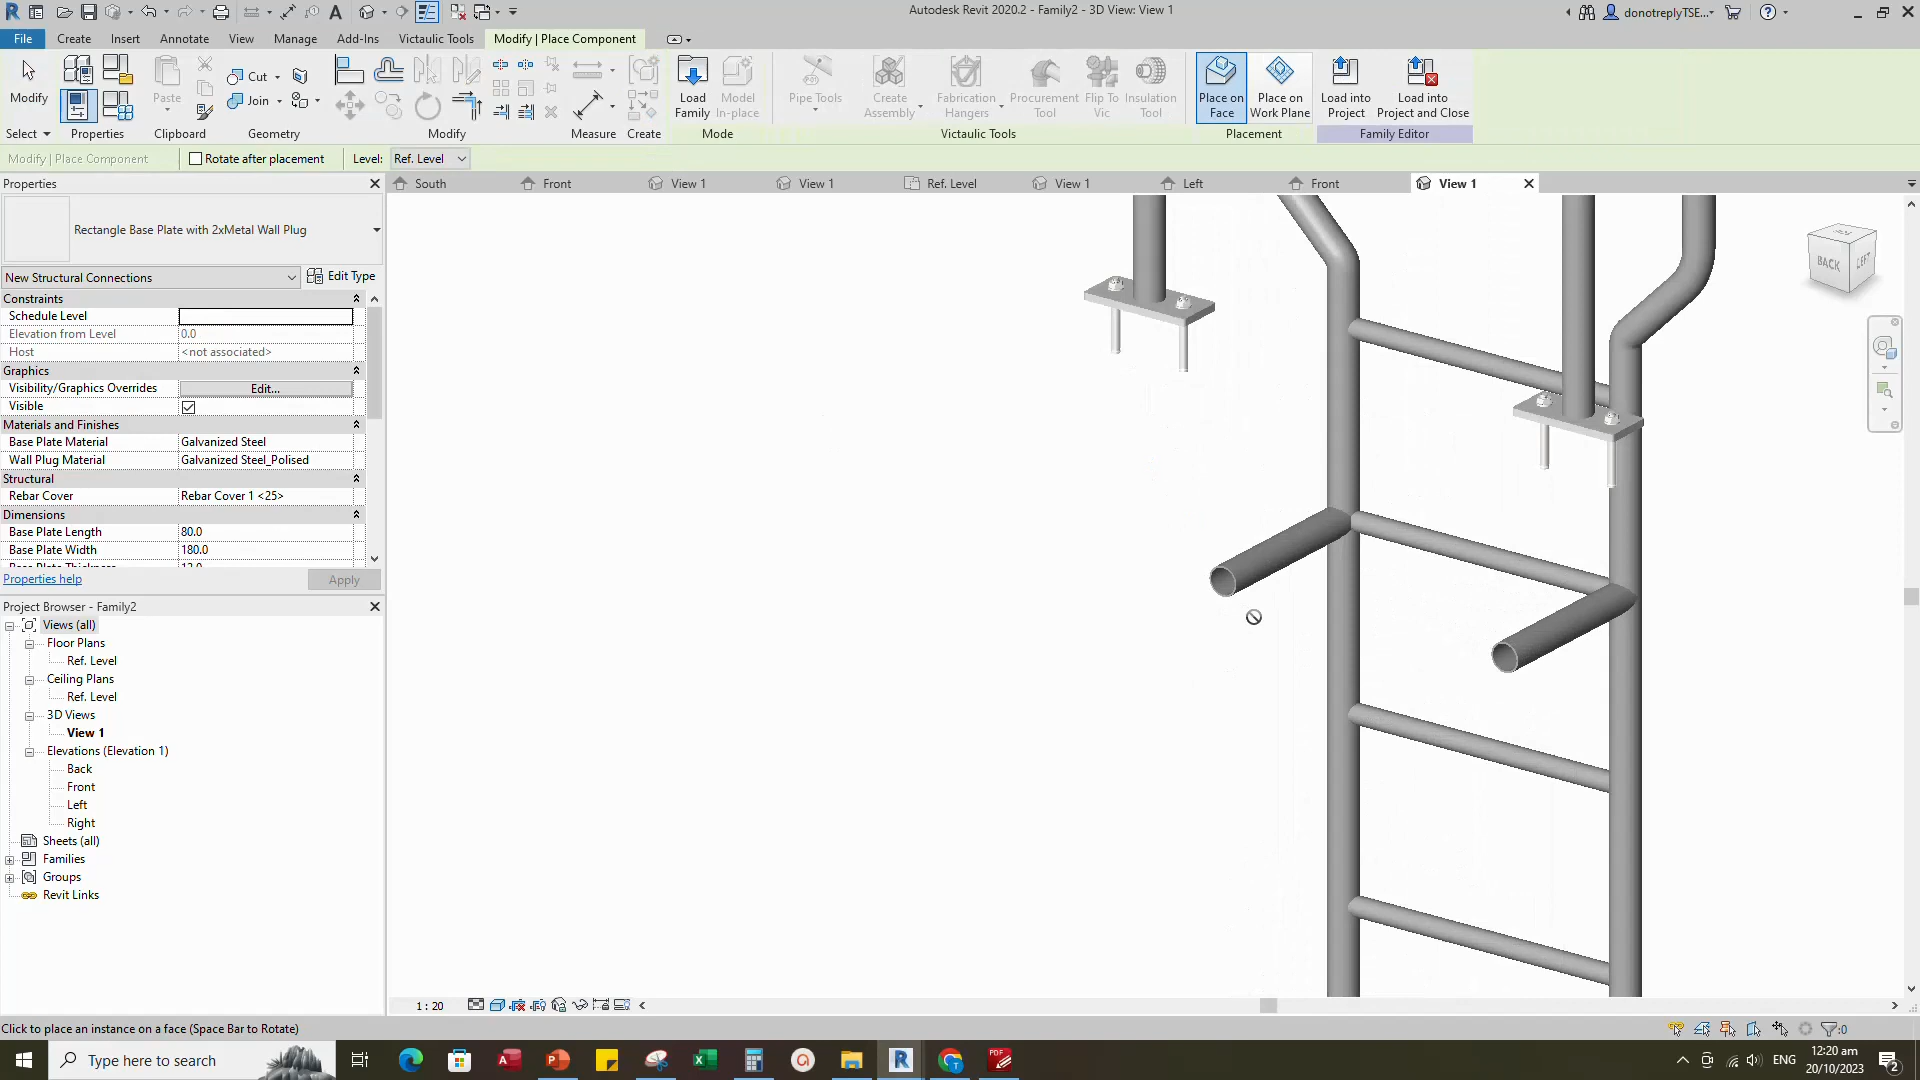 Autodesk Revit 2020.2 - Family2 - 3D View: View 1
donotreplyTSE...
File
Create
Insert
Annotate
View
Manage
Add-Ins
Victaulic Tools
Modify | Place Component
Modify
Paste
Cut
Join
Load
Family
Model
In-place
Pipe Tools
Create
Assembly
Fabrication
Hangers
Procurement
Tool
Flip To
Vic
Insulation
Tool
Place on
Face
Place on
Work Plane
Load into
Project
Load into
Project and Close
Select
Properties
Clipboard
Geometry
Modify
Measure
Create
Mode
Victaulic Tools
Placement
Family Editor
Modify | Place Component
Rotate after placement
Level:
Ref. Level
Properties
Rectangle Base Plate with 2xMetal Wall Plug
New Structural Connections
Edit Type
Constraints
Schedule Level
Elevation from Level 0.0
Host <not associated>
Graphics
Visibility/Graphics Overrides Edit...
Visible
Materials and Finishes
Base Plate Material Galvanized Steel
Wall Plug Material Galvanized Steel_Polised
Structural
Rebar Cover Rebar Cover 1 <25>
Dimensions
Base Plate Length 80.0
Base Plate Width 180.0
Base Plate Thickness 12.0
Properties help
Apply
Project Browser - Family2
Views (all)
Floor Plans
Ref. Level
Ceiling Plans
Ref. Level
3D Views
View 1
Elevations (Elevation 1)
Back
Front
Left
Right
Sheets (all)
Families
Groups
Revit Links
South
Front
View 1
View 1
Ref. Level
View 1
Left
Front
View 1
BACK
LEFT
1 : 20
Click to place an instance on a face (Space Bar to Rotate)
:0
Type here to search
ENG
12:20 am
20/10/2023
2